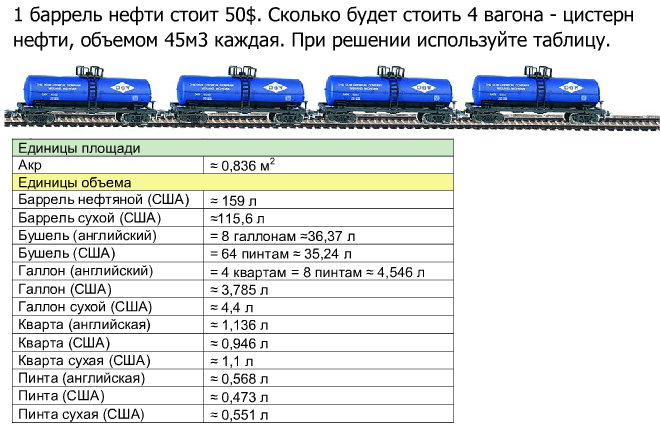 1 баррель нефти стоит 50$. Сколько будет стоить 4 вагона - цистерн
нефти, объемом 45м3 каждая. При решении используйте таблицу.
Единицы площади
Акр ≈ 0,836 м²
Единицы объема
Баррель нефтяной (США) ≈ 159 л
Баррель сухой (США) ≈115,6 л
Бушель (английский) = 8 галлонам ≈36,37 л
Бушель (США) = 64 пинтам ≈ 35,24 л
Галлон (английский) = 4 квартам = 8 пинтам ≈ 4,546 л
Галлон (США) ≈ 3,785 л
Галлон сухой (США) ≈ 4,4 л
Кварта (английская) ≈ 1,136 л
Кварта (США) ≈ 0,946 л
Кварта сухая (США) ≈ 1,1 л
Пинта (английская) ≈ 0,568 л
Пинта (США) ≈ 0,473 л
Пинта сухая (США) ≈ 0,551 л